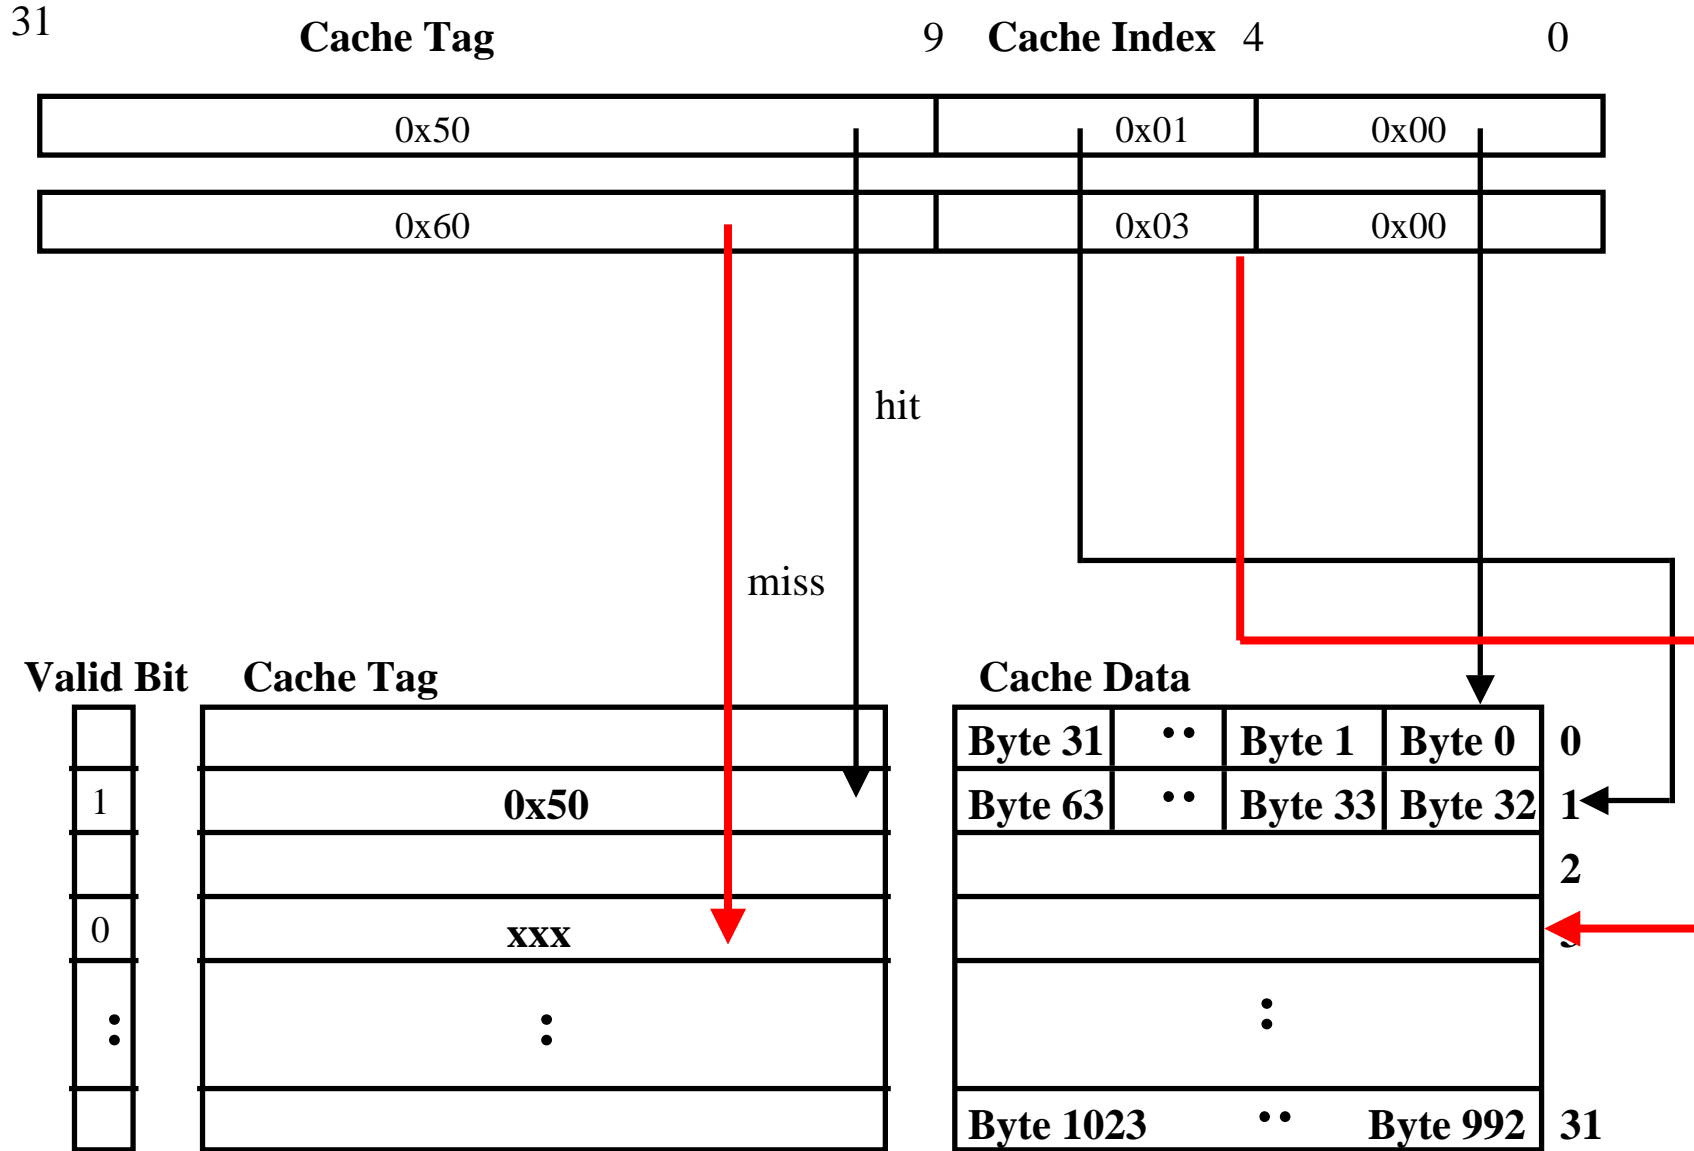 31 Cache Tag 9 Cache Index 4 0
0x50 0x01 0x00
0x60 0x03 0x00
hit
miss
Valid Bit Cache Tag Cache Data
Byte 31 •• Byte 1 Byte 0 0
1 0x50 Byte 63 •• Byte 33 Byte 32 1
2
0 xxx
: : :
Byte 1023 •• Byte 992 31